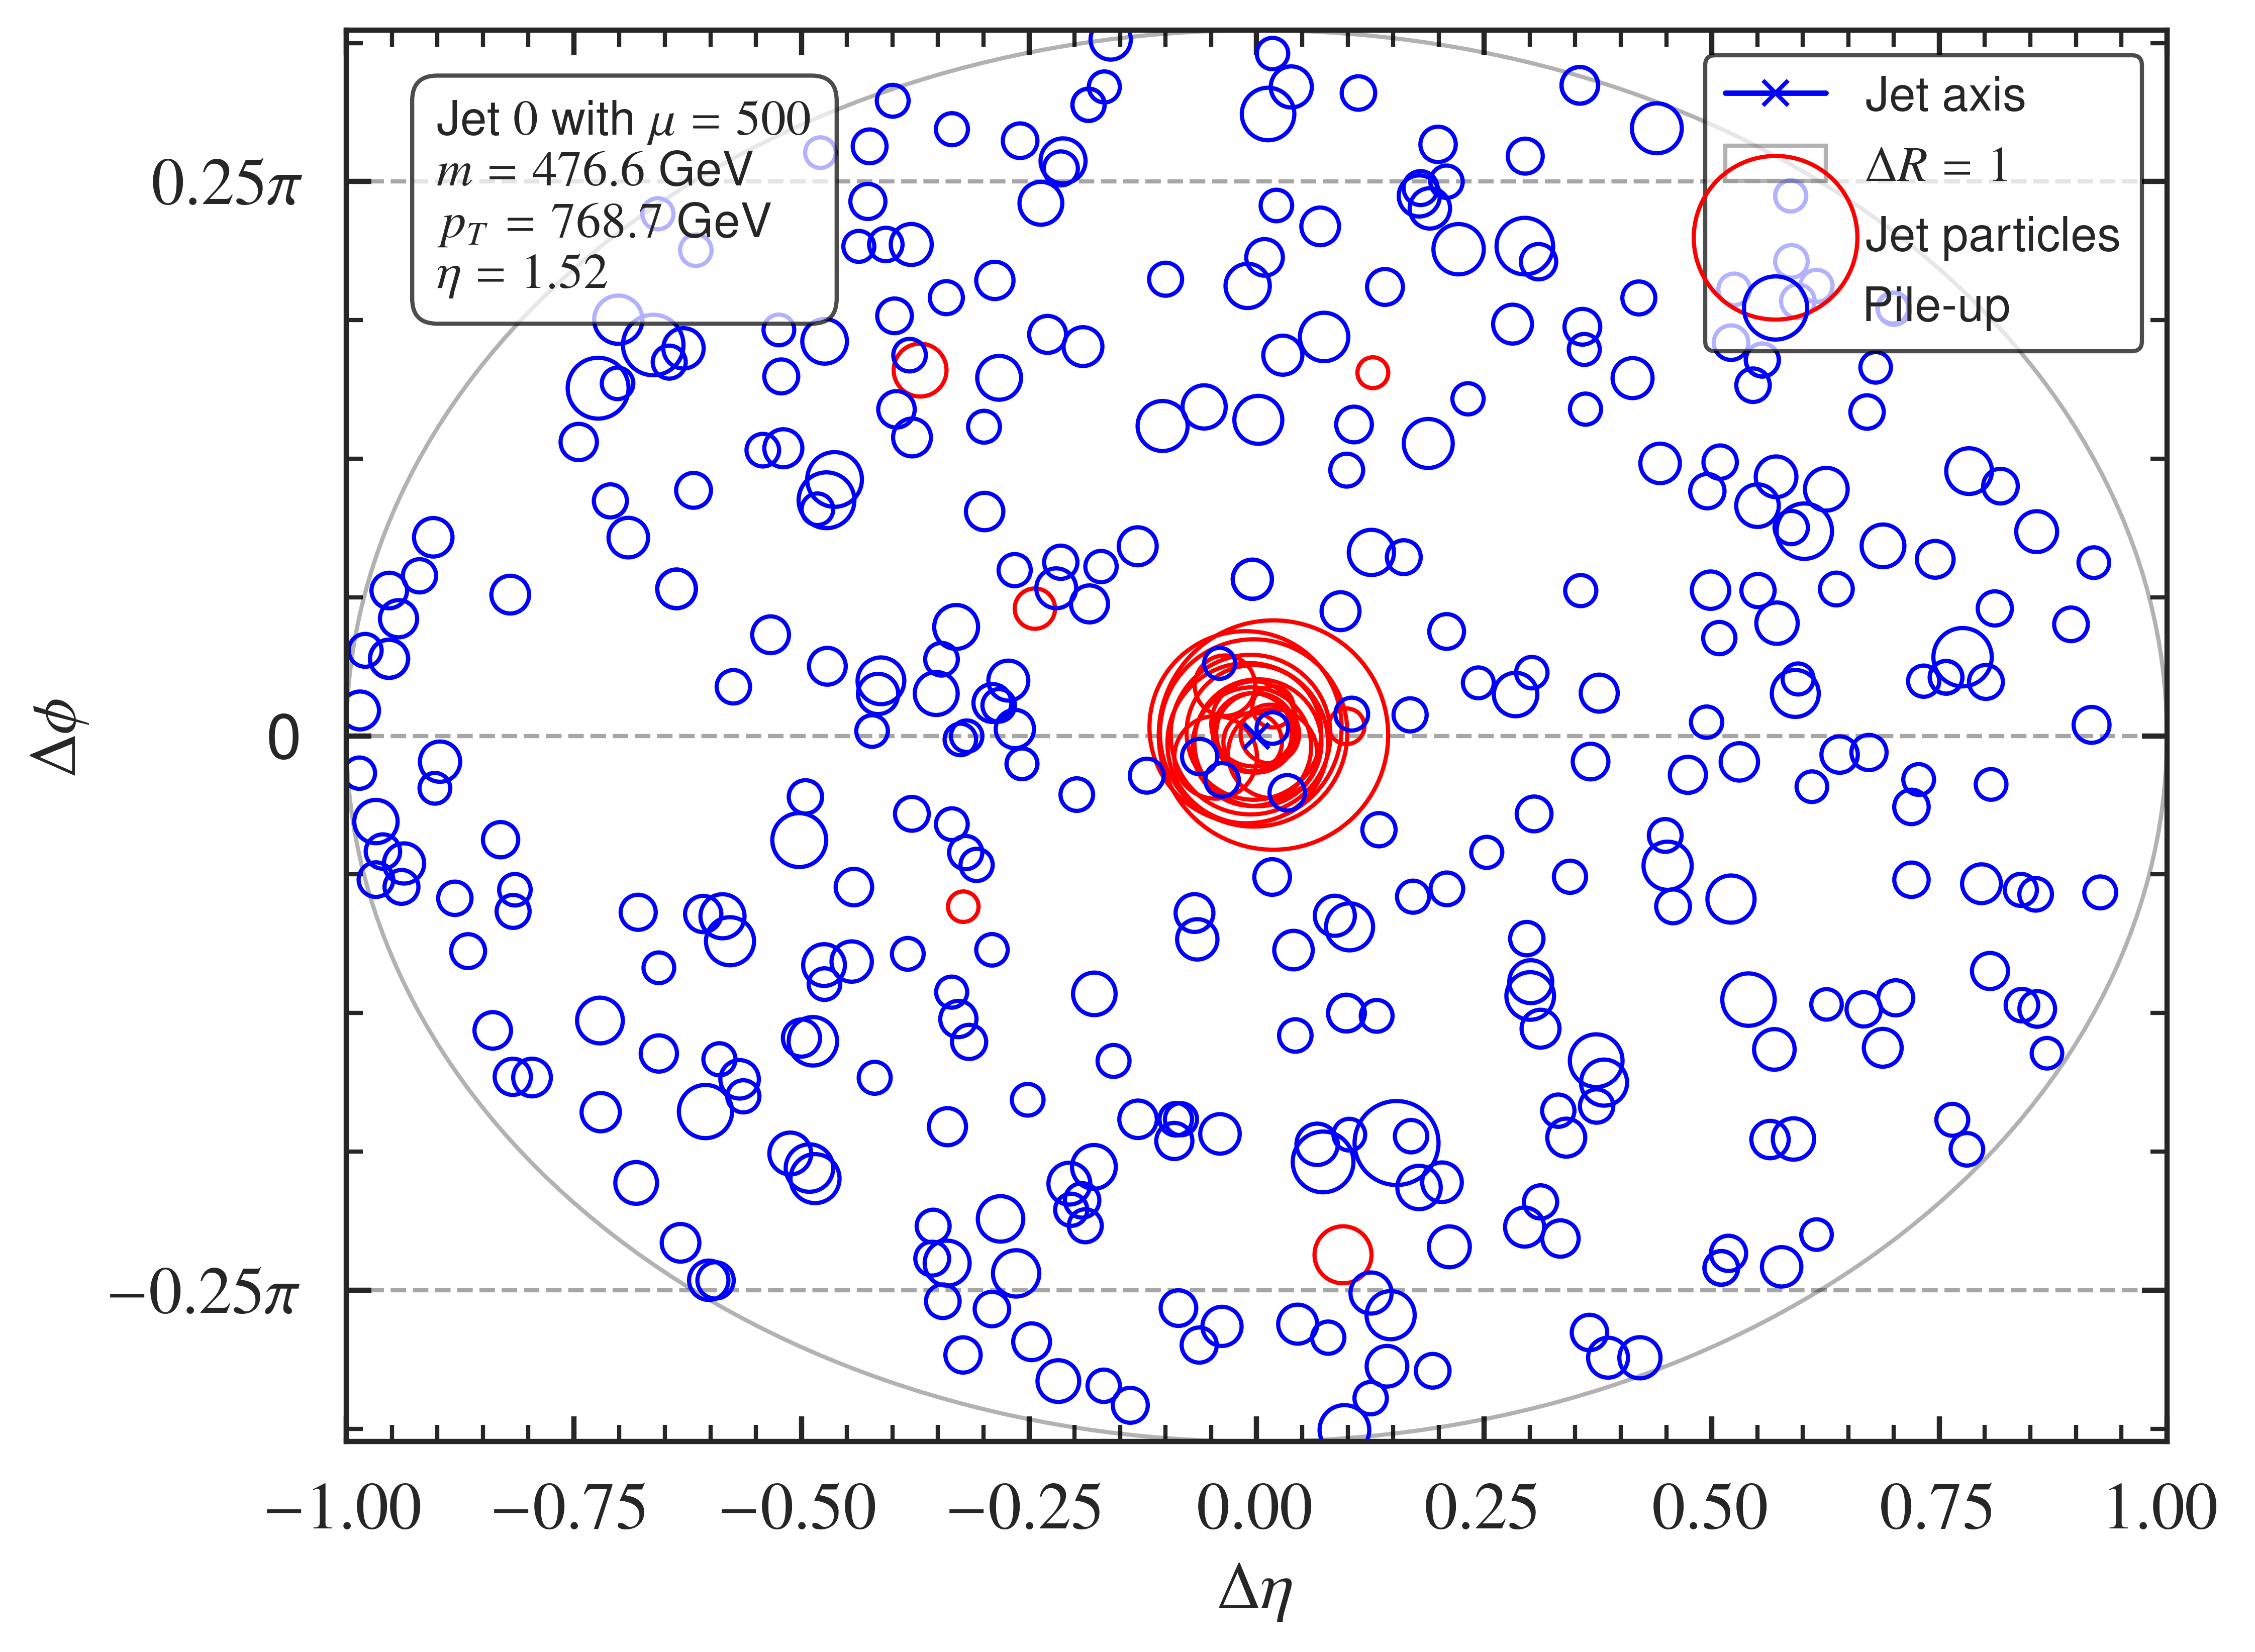 Jet 0 with μ = 500
m = 476.6 GeV
p_T = 768.7 GeV
η = 1.52
Jet axis
ΔR = 1
Jet particles
Pile-up
0.25π
0
−0.25π
Δϕ
−1.00 −0.75 −0.50 −0.25 0.00 0.25 0.50 0.75 1.00
Δη